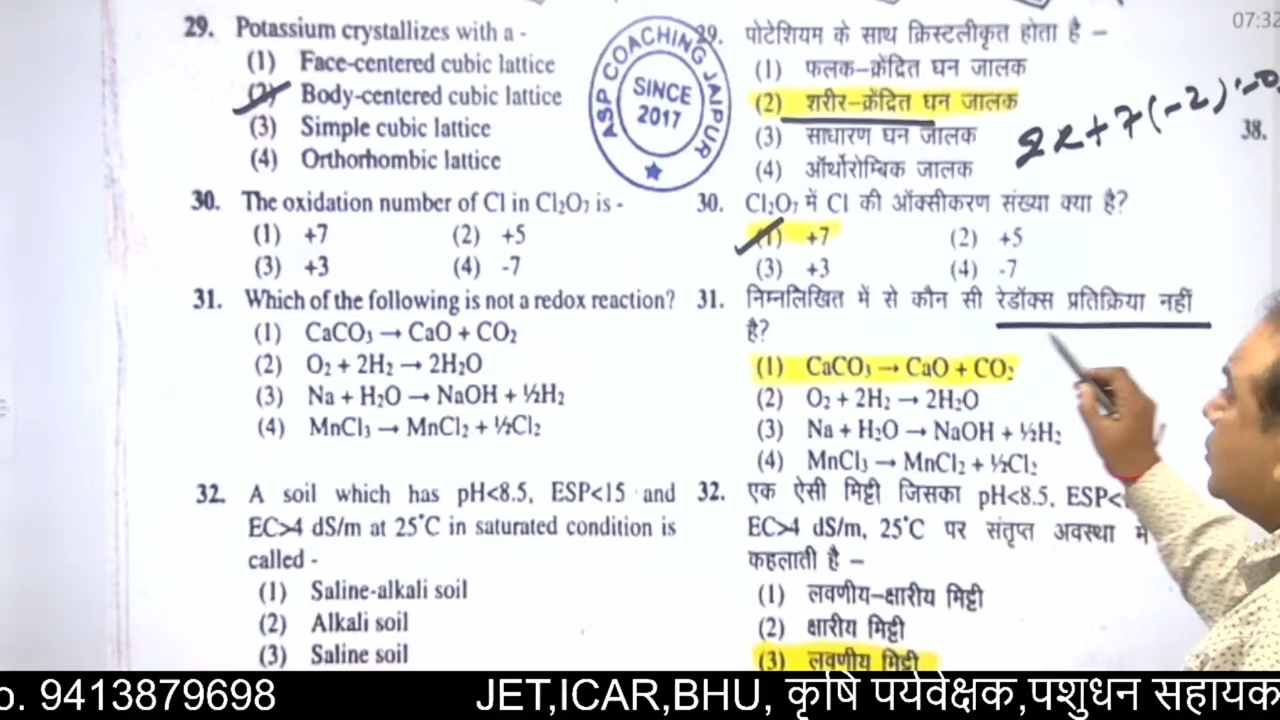 29. Potassium crystallizes with a -
(1) Face-centered cubic lattice
(2) Body-centered cubic lattice
(3) Simple cubic lattice
(4) Orthorhombic lattice
30. The oxidation number of Cl in Cl₂O₇ is -
(1) +7 (2) +5
(3) +3 (4) -7
31. Which of the following is not a redox reaction?
(1) CaCO₃ → CaO + CO₂
(2) O₂ + 2H₂ → 2H₂O
(3) Na + H₂O → NaOH + ½H₂
(4) MnCl₃ → MnCl₂ + ½Cl₂
32. A soil which has pH<8.5, ESP<15 and
EC>4 dS/m at 25°C in saturated condition is
called -
(1) Saline-alkali soil
(2) Alkali soil
(3) Saline soil
ASP COACHING JAIPUR
SINCE
2017
29. पोटेशियम के साथ क्रिस्टलीकृत होता है –
(1) फलक-क्रेंद्रित घन जालक
(2) शरीर-क्रेंद्रित घन जालक
(3) साधारण घन जालक
(4) ऑर्थोरोम्बिक जालक
30. Cl₂O₇ में Cl की ऑक्सीकरण संख्या क्या है?
(1) +7 (2) +5
(3) +3 (4) -7
31. निम्नलिखित में से कौन सी रेडॉक्स प्रतिक्रिया नहीं
है?
(1) CaCO₃ → CaO + CO₂
(2) O₂ + 2H₂ → 2H₂O
(3) Na + H₂O → NaOH + ½H₂
(4) MnCl₃ → MnCl₂ + ½Cl₂
32. एक ऐसी मिट्टी जिसका pH<8.5, ESP<
EC>4 dS/m, 25°C पर संतृप्त अवस्था में
कहलाती है –
(1) लवणीय-क्षारीय मिट्टी
(2) क्षारीय मिट्टी
(3) लवणीय मिट्टी
07:32
38.
o. 9413879698 JET,ICAR,BHU, कृषि पर्यवेक्षक,पशुधन सहायक